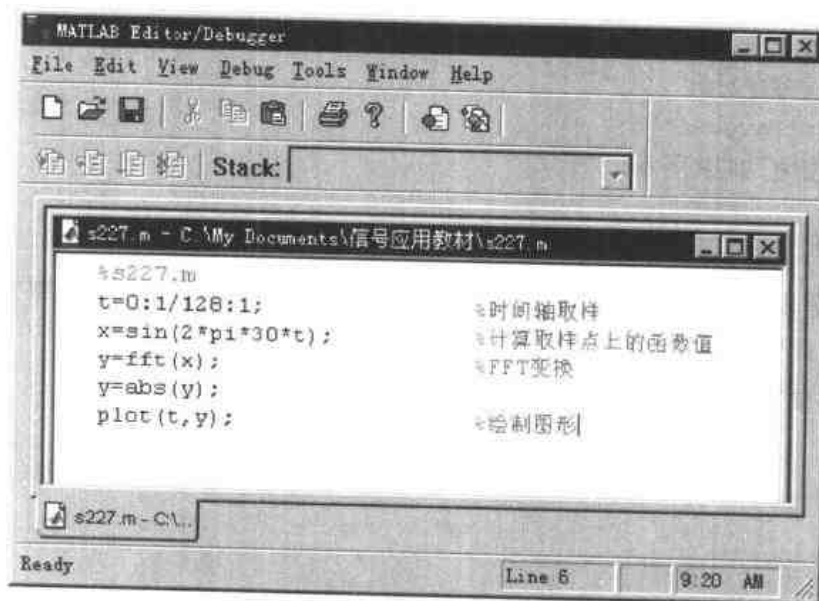 MATLAB Editor/Debugger
File Edit View Debug Tools Window Help
Stack:
s227.m - C:\My Documents\信号应用教材\s227.m
%s227.m
t=0:1/128:1; %时间轴取样
x=sin(2*pi*30*t); %计算取样点上的函数值
y=fft(x); %FFT变换
y=abs(y);
plot(t,y); %绘制图形
s227.m - C:\...
Ready Line 6 9:20 AM